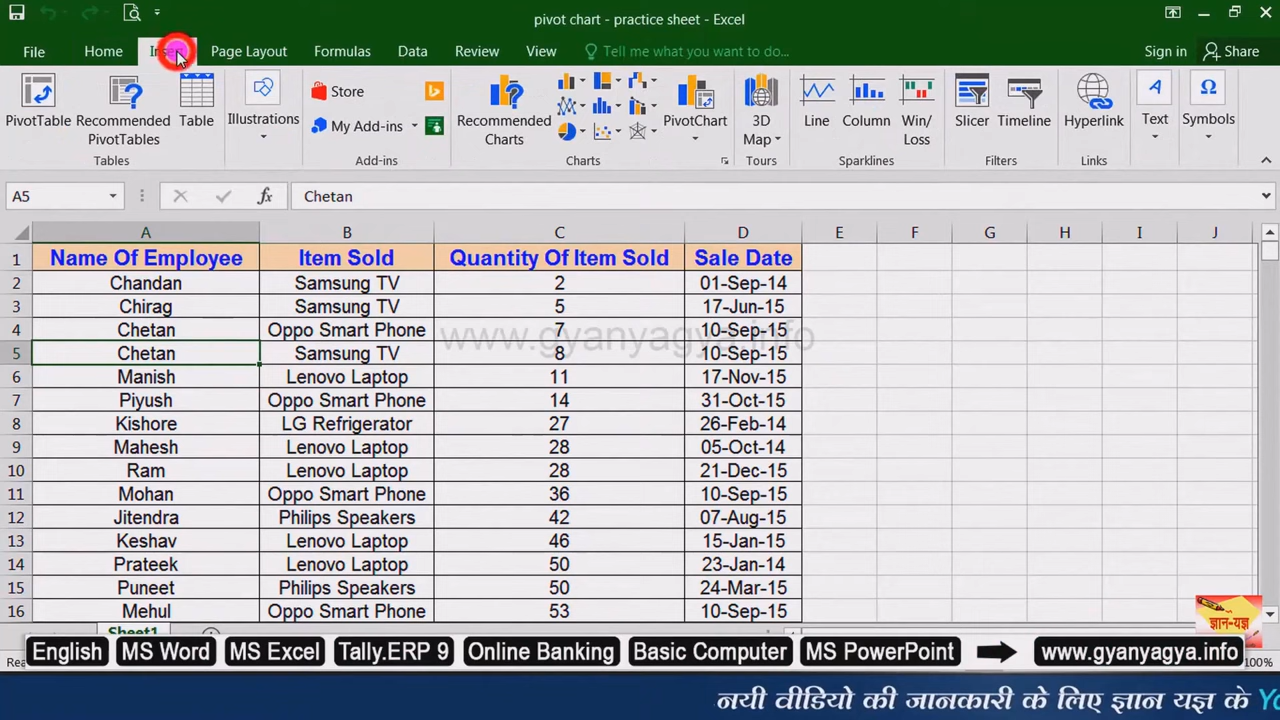 pivot chart - practice sheet - Excel
File Home Page Layout Formulas Data Review View Tell me what you want to do... Sign in Share
PivotTable Recommended PivotTables Table Illustrations Store My Add-ins Recommended Charts PivotChart 3D Map Line Column Win/Loss Slicer Timeline Hyperlink Text Symbols
Tables Add-ins Charts Tours Sparklines Filters Links
A5 fx Chetan
A B C D E F G H I J
1 Name Of Employee Item Sold Quantity Of Item Sold Sale Date
2 Chandan Samsung TV 2 01-Sep-14
3 Chirag Samsung TV 5 17-Jun-15
4 Chetan Oppo Smart Phone 7 10-Sep-15
www.gyanyagya.info
5 Chetan Samsung TV 8 10-Sep-15
6 Manish Lenovo Laptop 11 17-Nov-15
7 Piyush Oppo Smart Phone 14 31-Oct-15
8 Kishore LG Refrigerator 27 26-Feb-14
9 Mahesh Lenovo Laptop 28 05-Oct-14
10 Ram Lenovo Laptop 28 21-Dec-15
11 Mohan Oppo Smart Phone 36 10-Sep-15
12 Jitendra Philips Speakers 42 07-Aug-15
13 Keshav Lenovo Laptop 46 15-Jan-15
14 Prateek Lenovo Laptop 50 23-Jan-14
15 Puneet Philips Speakers 50 24-Mar-15
16 Mehul Oppo Smart Phone 53 10-Sep-15
Sheet1
ज्ञान-यज्ञ
English MS Word MS Excel Tally.ERP 9 Online Banking Basic Computer MS PowerPoint www.gyanyagya.info
100%
नयी वीडियो की जानकारी के लिए ज्ञान यज्ञ के